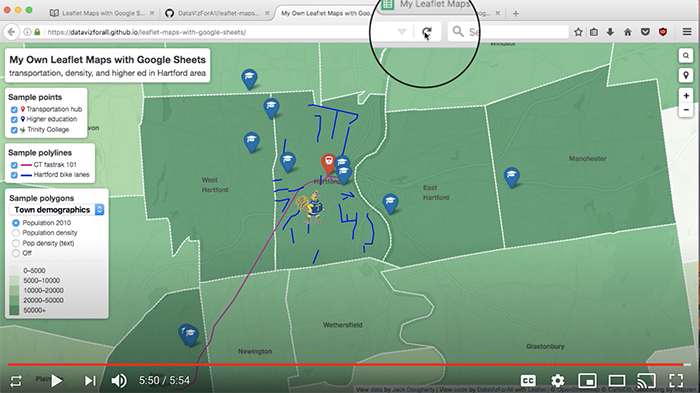 Leaflet Maps with Google S
DataVizForAll/leaflet-maps
My Own Leaflet Maps with Goo
My Leaflet Maps
https://datavizforall.github.io/leaflet-maps-with-google-sheets/
Se
My Own Leaflet Maps with Google Sheets
transportation, density, and higher ed in Hartford area
Sample points
Transportation hub
Higher education
Trinity College
Sample polylines
CT fastrak 101
Hartford bike lanes
Sample polygons
Town demographics
Population 2010
Population density
Pop density (text)
Off
0–5000
5000–10000
10000–20000
20000–50000
50000+
Windsor
West
Hartford
Hartford
East
Hartford
Manchester
Wethersfield
Newington
Glastonbury
+
-
5:50 / 5:54
CC
View data by Jack Dougherty | View code by DataVizForAll with Leaflet | © OpenStreetMap © CartoDB